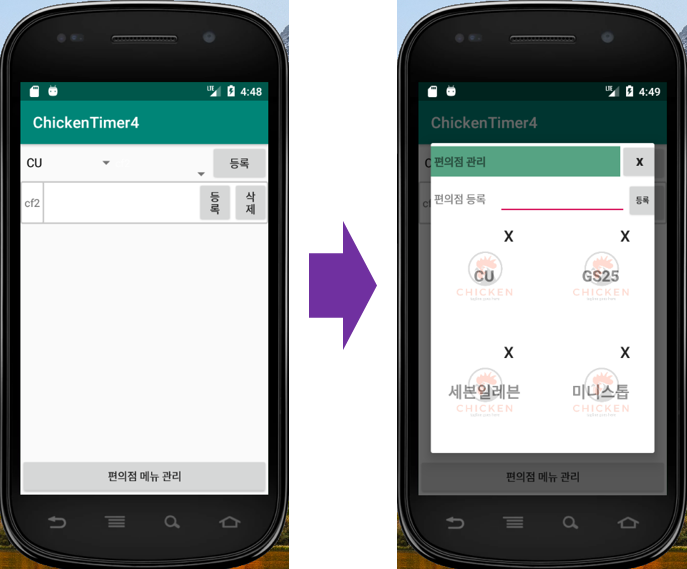 LTE 4:48
ChickenTimer4
CU
등록
cf2
등
록
삭
제
편의점 메뉴 관리
LTE 4:49
ChickenTimer4
편의점 관리
X
편의점 등록
등록
X
X
CU
GS25
CHICKEN
CHICKEN
X
X
세븐일레븐
미니스톱
CHICKEN
CHICKEN
편의점 메뉴 관리